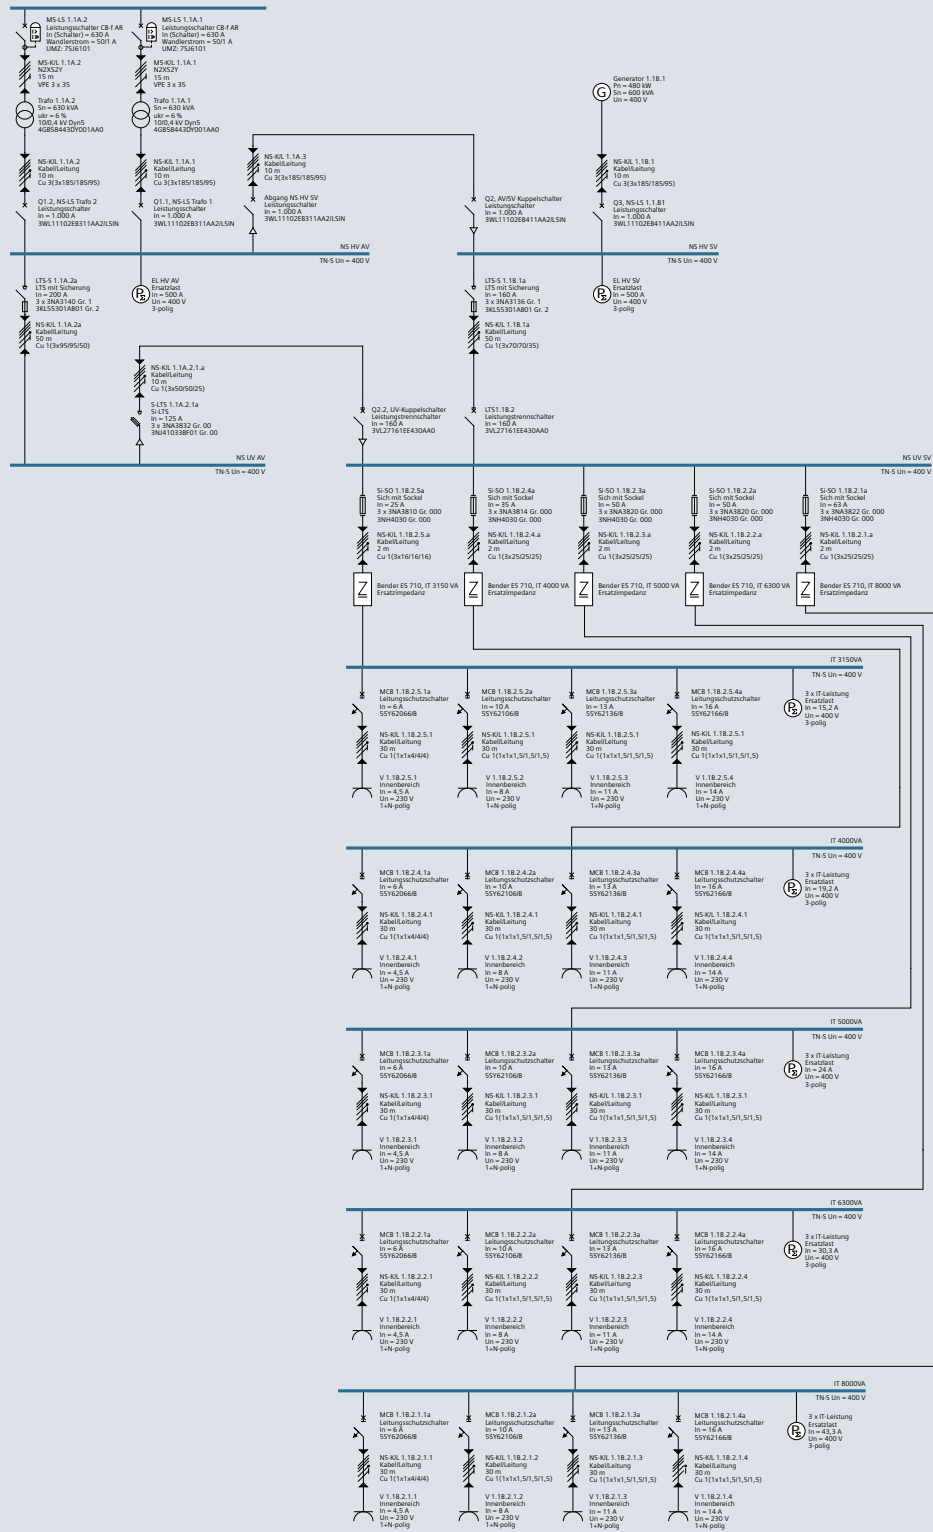 MS-LS 1.1A.2
Leistungsschalter CB-f AR
In (Schalter) = 630 A
Wandlerstrom = 50/1 A
UMZ: 7SJ6101
MS-LS 1.1A.1
Leistungsschalter CB-f AR
In (Schalter) = 630 A
Wandlerstrom = 50/1 A
UMZ: 7SJ6101
MS-K/L 1.1A.2
N2XS2Y
15 m
VPE 3 x 35
MS-K/L 1.1A.1
N2XS2Y
15 m
VPE 3 x 35
Trafo 1.1A.2
Sn = 630 kVA
ukr = 6 %
10/0,4 kV Dyn5
4GB58443DY001AA0
Trafo 1.1A.1
Sn = 630 kVA
ukr = 6 %
10/0,4 kV Dyn5
4GB58443DY001AA0
Generator 1.1B.1
Pn = 480 kW
Sn = 600 kVA
Un = 400 V
G
NS-K/L 1.1A.2
Kabel/Leitung
10 m
Cu 3(3x185/185/95)
NS-K/L 1.1A.1
Kabel/Leitung
10 m
Cu 3(3x185/185/95)
NS-K/L 1.1A.3
Kabel/Leitung
10 m
Cu 3(3x185/185/95)
NS-K/L 1.1B.1
Kabel/Leitung
10 m
Cu 3(3x185/185/95)
Q1.2, NS-LS Trafo 2
Leistungsschalter
In = 1.000 A
3WL11102EB311AA2/LSIN
Q1.1, NS-LS Trafo 1
Leistungsschalter
In = 1.000 A
3WL11102EB311AA2/LSIN
Abgang NS HV SV
Leistungsschalter
In = 1.000 A
3WL11102EB311AA2/LSIN
Q2, AV/SV Kuppelschalter
Leistungsschalter
In = 1.000 A
3WL11102EB411AA2/LSIN
Q3, NS-LS 1.1.B1
Leistungsschalter
In = 1.000 A
3WL11102EB411AA2/LSIN
NS HV AV
TN-S Un = 400 V
NS HV SV
TN-S Un = 400 V
LTS-S 1.1A.2a
LTS mit Sicherung
In = 200 A
3 x 3NA3140 Gr. 1
3KL55301AB01 Gr. 2
EL HV AV
Ersatzlast
In = 500 A
Un = 400 V
3-polig
LTS-S 1.1B.1a
LTS mit Sicherung
In = 160 A
3 x 3NA3136 Gr. 1
3KL55301AB01 Gr. 2
EL HV SV
Ersatzlast
In = 500 A
Un = 400 V
3-polig
NS-K/L 1.1A.2a
Kabel/Leitung
50 m
Cu 1(3x95/95/50)
NS-K/L 1.1B.1a
Kabel/Leitung
50 m
Cu 1(3x70/70/35)
NS-K/L 1.1A.2.1.a
Kabel/Leitung
10 m
Cu 1(3x50/50/25)
S-LTS 1.1A.2.1a
Si-LTS
In = 125 A
3 x 3NA3832 Gr. 00
3NJ410338F01 Gr. 00
Q2.2, UV-Kuppelschalter
Leistungstrennschalter
In = 160 A
3VL27161EE430AA0
LTS1.1B.2
Leistungstrennschalter
In = 160 A
3VL27161EE430AA0
NS UV AV
TN-S Un = 400 V
NS UV SV
TN-S Un = 400 V
Si-SO 1.1B.2.5a
Sich mit Sockel
In = 25 A
3 x 3NA3810 Gr. 000
3NH4030 Gr. 000
Si-SO 1.1B.2.4a
Sich mit Sockel
In = 35 A
3 x 3NA3814 Gr. 000
3NH4030 Gr. 000
Si-SO 1.1B.2.3a
Sich mit Sockel
In = 50 A
3 x 3NA3820 Gr. 000
3NH4030 Gr. 000
Si-SO 1.1B.2.2a
Sich mit Sockel
In = 50 A
3 x 3NA3820 Gr. 000
3NH4030 Gr. 000
Si-SO 1.1B.2.1a
Sich mit Sockel
In = 63 A
3 x 3NA3822 Gr. 000
3NH4030 Gr. 000
NS-K/L 1.1B.2.5.a
Kabel/Leitung
2 m
Cu 1(3x16/16/16)
NS-K/L 1.1B.2.4.a
Kabel/Leitung
2 m
Cu 1(3x25/25/25)
NS-K/L 1.1B.2.3.a
Kabel/Leitung
2 m
Cu 1(3x25/25/25)
NS-K/L 1.1B.2.2.a
Kabel/Leitung
2 m
Cu 1(3x25/25/25)
NS-K/L 1.1B.2.1.a
Kabel/Leitung
2 m
Cu 1(3x25/25/25)
Z
Bender ES 710, IT 3150 VA
Ersatzimpedanz
Z
Bender ES 710, IT 4000 VA
Ersatzimpedanz
Z
Bender ES 710, IT 5000 VA
Ersatzimpedanz
Z
Bender ES 710, IT 6300 VA
Ersatzimpedanz
Z
Bender ES 710, IT 8000 VA
Ersatzimpedanz
IT 3150VA
TN-S Un = 400 V
MCB 1.1B.2.5.1a
Leitungsschutzschalter
In = 6 A
5SY62066/B
MCB 1.1B.2.5.2a
Leitungsschutzschalter
In = 10 A
5SY62106/B
MCB 1.1B.2.5.3a
Leitungsschutzschalter
In = 13 A
5SY62136/B
MCB 1.1B.2.5.4a
Leitungsschutzschalter
In = 16 A
5SY62166/B
3 x IT-Leistung
Ersatzlast
In = 15,2 A
Un = 400 V
3-polig
NS-K/L 1.1B.2.5.1
Kabel/Leitung
30 m
Cu 1(1x1x4/4/4)
NS-K/L 1.1B.2.5.1
Kabel/Leitung
30 m
Cu 1(1x1x1,5/1,5/1,5)
NS-K/L 1.1B.2.5.1
Kabel/Leitung
30 m
Cu 1(1x1x1,5/1,5/1,5)
NS-K/L 1.1B.2.5.1
Kabel/Leitung
30 m
Cu 1(1x1x1,5/1,5/1,5)
V 1.1B.2.5.1
Innenbereich
In = 4,5 A
Un = 230 V
1+N-polig
V 1.1B.2.5.2
Innenbereich
In = 8 A
Un = 230 V
1+N-polig
V 1.1B.2.5.3
Innenbereich
In = 11 A
Un = 230 V
1+N-polig
V 1.1B.2.5.4
Innenbereich
In = 14 A
Un = 230 V
1+N-polig
IT 4000VA
TN-S Un = 400 V
MCB 1.1B.2.4.1a
Leitungsschutzschalter
In = 6 A
5SY62066/B
MCB 1.1B.2.4.2a
Leitungsschutzschalter
In = 10 A
5SY62106/B
MCB 1.1B.2.4.3a
Leitungsschutzschalter
In = 13 A
5SY62136/B
MCB 1.1B.2.4.4a
Leitungsschutzschalter
In = 16 A
5SY62166/B
3 x IT-Leistung
Ersatzlast
In = 19,2 A
Un = 400 V
3-polig
NS-K/L 1.1B.2.4.1
Kabel/Leitung
30 m
Cu 1(1x1x4/4/4)
NS-K/L 1.1B.2.4.1
Kabel/Leitung
30 m
Cu 1(1x1x1,5/1,5/1,5)
NS-K/L 1.1B.2.4.1
Kabel/Leitung
30 m
Cu 1(1x1x1,5/1,5/1,5)
NS-K/L 1.1B.2.4.1
Kabel/Leitung
30 m
Cu 1(1x1x1,5/1,5/1,5)
V 1.1B.2.4.1
Innenbereich
In = 4,5 A
Un = 230 V
1+N-polig
V 1.1B.2.4.2
Innenbereich
In = 8 A
Un = 230 V
1+N-polig
V 1.1B.2.4.3
Innenbereich
In = 11 A
Un = 230 V
1+N-polig
V 1.1B.2.4.4
Innenbereich
In = 14 A
Un = 230 V
1+N-polig
IT 5000VA
TN-S Un = 400 V
MCB 1.1B.2.3.1a
Leitungsschutzschalter
In = 6 A
5SY62066/B
MCB 1.1B.2.3.2a
Leitungsschutzschalter
In = 10 A
5SY62106/B
MCB 1.1B.2.3.3a
Leitungsschutzschalter
In = 13 A
5SY62136/B
MCB 1.1B.2.3.4a
Leitungsschutzschalter
In = 16 A
5SY62166/B
3 x IT-Leistung
Ersatzlast
In = 24 A
Un = 400 V
3-polig
NS-K/L 1.1B.2.3.1
Kabel/Leitung
30 m
Cu 1(1x1x4/4/4)
NS-K/L 1.1B.2.3.1
Kabel/Leitung
30 m
Cu 1(1x1x1,5/1,5/1,5)
NS-K/L 1.1B.2.3.1
Kabel/Leitung
30 m
Cu 1(1x1x1,5/1,5/1,5)
NS-K/L 1.1B.2.3.1
Kabel/Leitung
30 m
Cu 1(1x1x1,5/1,5/1,5)
V 1.1B.2.3.1
Innenbereich
In = 4,5 A
Un = 230 V
1+N-polig
V 1.1B.2.3.2
Innenbereich
In = 8 A
Un = 230 V
1+N-polig
V 1.1B.2.3.3
Innenbereich
In = 11 A
Un = 230 V
1+N-polig
V 1.1B.2.3.4
Innenbereich
In = 14 A
Un = 230 V
1+N-polig
IT 6300VA
TN-S Un = 400 V
MCB 1.1B.2.2.1a
Leitungsschutzschalter
In = 6 A
5SY62066/B
MCB 1.1B.2.2.2a
Leitungsschutzschalter
In = 10 A
5SY62106/B
MCB 1.1B.2.2.3a
Leitungsschutzschalter
In = 13 A
5SY62136/B
MCB 1.1B.2.2.4a
Leitungsschutzschalter
In = 16 A
5SY62166/B
3 x IT-Leistung
Ersatzlast
In = 30,3 A
Un = 400 V
3-polig
NS-K/L 1.1B.2.2.1
Kabel/Leitung
30 m
Cu 1(1x1x4/4/4)
NS-K/L 1.1B.2.2.2
Kabel/Leitung
30 m
Cu 1(1x1x1,5/1,5/1,5)
NS-K/L 1.1B.2.2.3
Kabel/Leitung
30 m
Cu 1(1x1x1,5/1,5/1,5)
NS-K/L 1.1B.2.2.4
Kabel/Leitung
30 m
Cu 1(1x1x1,5/1,5/1,5)
V 1.1B.2.2.1
Innenbereich
In = 4,5 A
Un = 230 V
1+N-polig
V 1.1B.2.2.2
Innenbereich
In = 8 A
Un = 230 V
1+N-polig
V 1.1B.2.2.3
Innenbereich
In = 11 A
Un = 230 V
1+N-polig
V 1.1B.2.2.4
Innenbereich
In = 14 A
Un = 230 V
1+N-polig
IT 8000VA
TN-S Un = 400 V
MCB 1.1B.2.1.1a
Leitungsschutzschalter
In = 6 A
5SY62066/B
MCB 1.1B.2.1.2a
Leitungsschutzschalter
In = 10 A
5SY62106/B
MCB 1.1B.2.1.3a
Leitungsschutzschalter
In = 13 A
5SY62136/B
MCB 1.1B.2.1.4a
Leitungsschutzschalter
In = 16 A
5SY62166/B
3 x IT-Leistung
Ersatzlast
In = 43,3 A
Un = 400 V
3-polig
NS-K/L 1.1B.2.1.1
Kabel/Leitung
30 m
Cu 1(1x1x4/4/4)
NS-K/L 1.1B.2.1.2
Kabel/Leitung
30 m
Cu 1(1x1x1,5/1,5/1,5)
NS-K/L 1.1B.2.1.3
Kabel/Leitung
30 m
Cu 1(1x1x1,5/1,5/1,5)
NS-K/L 1.1B.2.1.4
Kabel/Leitung
30 m
Cu 1(1x1x1,5/1,5/1,5)
V 1.1B.2.1.1
Innenbereich
In = 4,5 A
Un = 230 V
1+N-polig
V 1.1B.2.1.2
Innenbereich
In = 8 A
Un = 230 V
1+N-polig
V 1.1B.2.1.3
Innenbereich
In = 11 A
Un = 230 V
1+N-polig
V 1.1B.2.1.4
Innenbereich
In = 14 A
Un = 230 V
1+N-polig